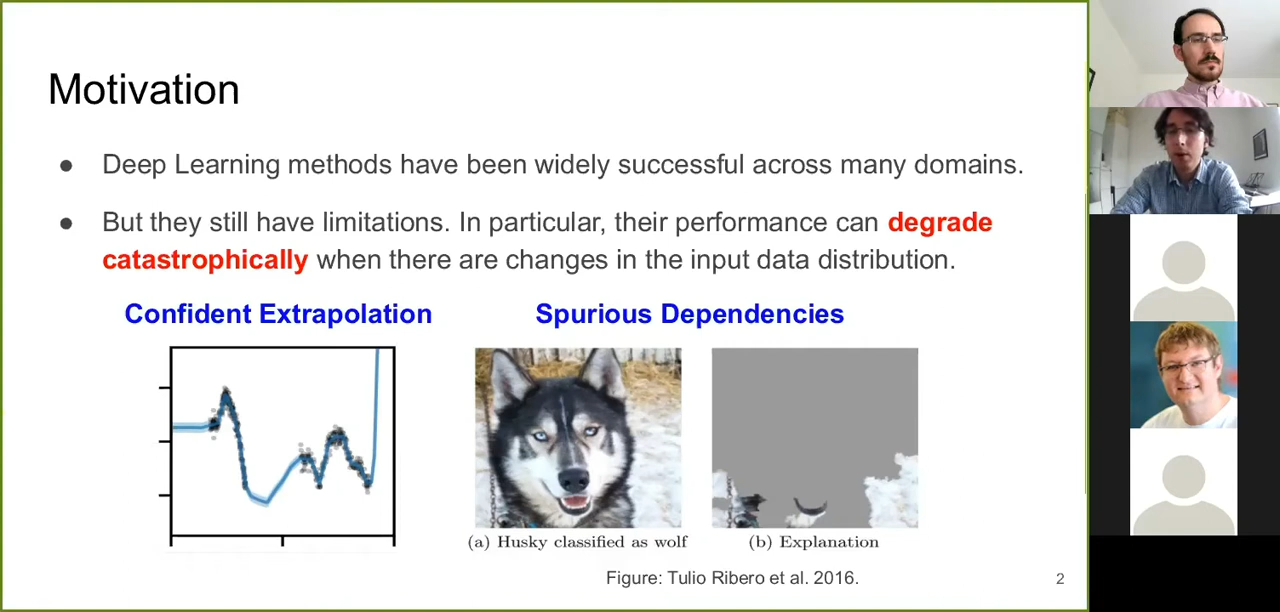 Motivation
● Deep Learning methods have been widely successful across many domains.
● But they still have limitations. In particular, their performance can degrade
catastrophically when there are changes in the input data distribution.
Confident Extrapolation
Spurious Dependencies
(a) Husky classified as wolf
(b) Explanation
Figure: Tulio Ribero et al. 2016.
2